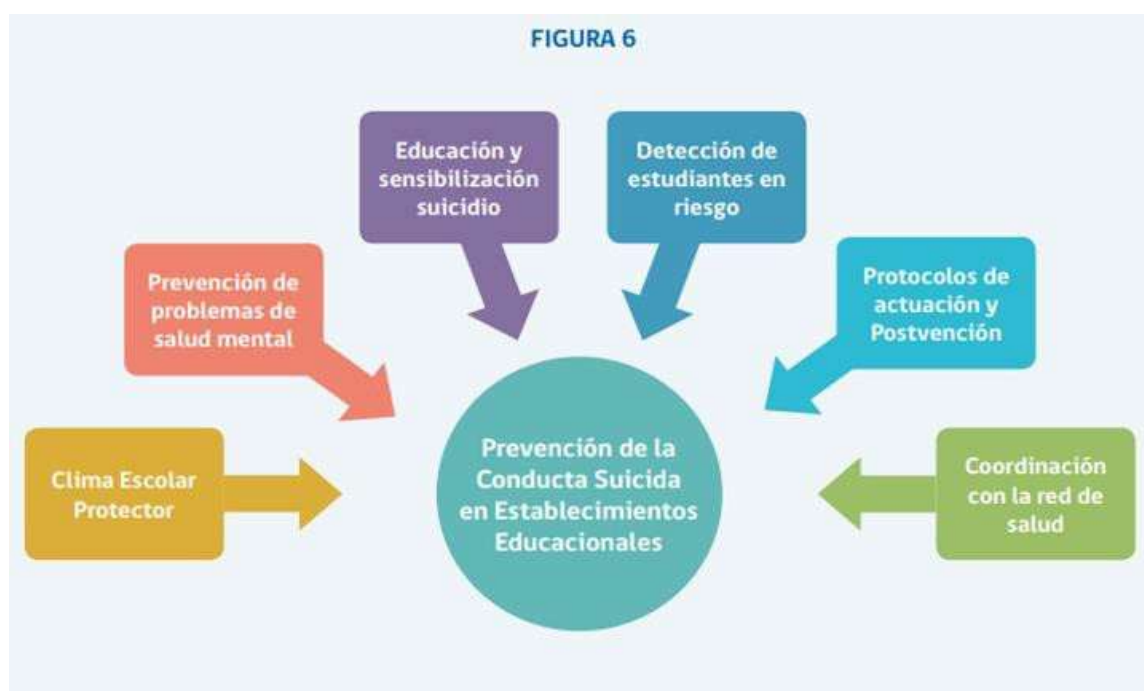 FIGURA 6
Educación y
sensibilización
suicidio
Detección de
estudiantes en
riesgo
Prevención de
problemas de
salud mental
Protocolos de
actuación y
Postvención
Clima Escolar
Protector
Prevención de la
Conducta Suicida
en Establecimientos
Educacionales
Coordinación
con la red de
salud